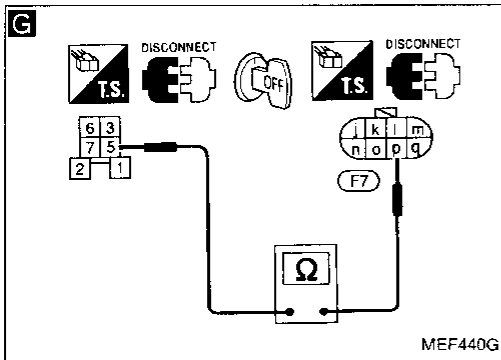 G
DISCONNECT
DISCONNECT
T.S.
OFF
T.S.
6 3
7 5
2 1
j k l m
n o p q
F7
Ω
MEF440G